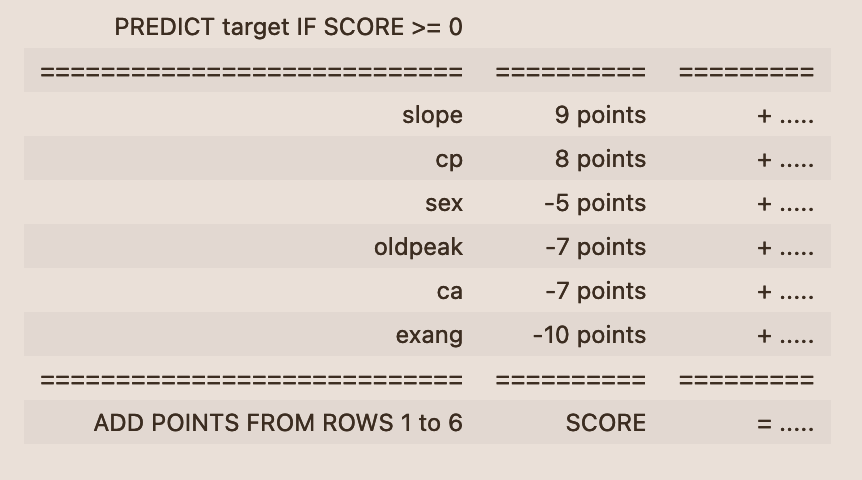 PREDICT target IF SCORE >= 0
============================ ========== =========
slope 9 points + .....
cp 8 points + .....
sex -5 points + .....
oldpeak -7 points + .....
ca -7 points + .....
exang -10 points + .....
============================ ========== =========
ADD POINTS FROM ROWS 1 to 6 SCORE = .....